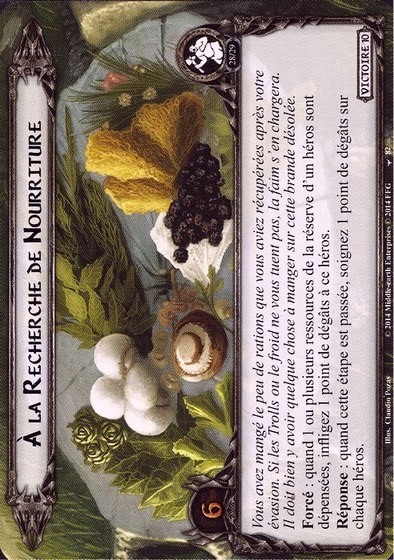 À LA RECHERCHE DE NOURRITURE
28/29
6
Vous avez mangé le peu de rations que vous aviez récupérées après votre
évasion. Si les Trolls ou le froid ne vous tuent pas, la faim s'en chargera.
Il doit bien y avoir quelque chose à manger sur cette brande désolée.
Forcé : quand 1 ou plusieurs ressources de la réserve d'un héros sont
dépensées, infligez 1 point de dégâts à ce héros.
Réponse : quand cette étape est passée, soignez 1 point de dégâts sur
chaque héros.
VICTOIRE 10
Illus. Claudio Pozas
© 2014 Middle-earth Enterprises © 2014 FFG
82